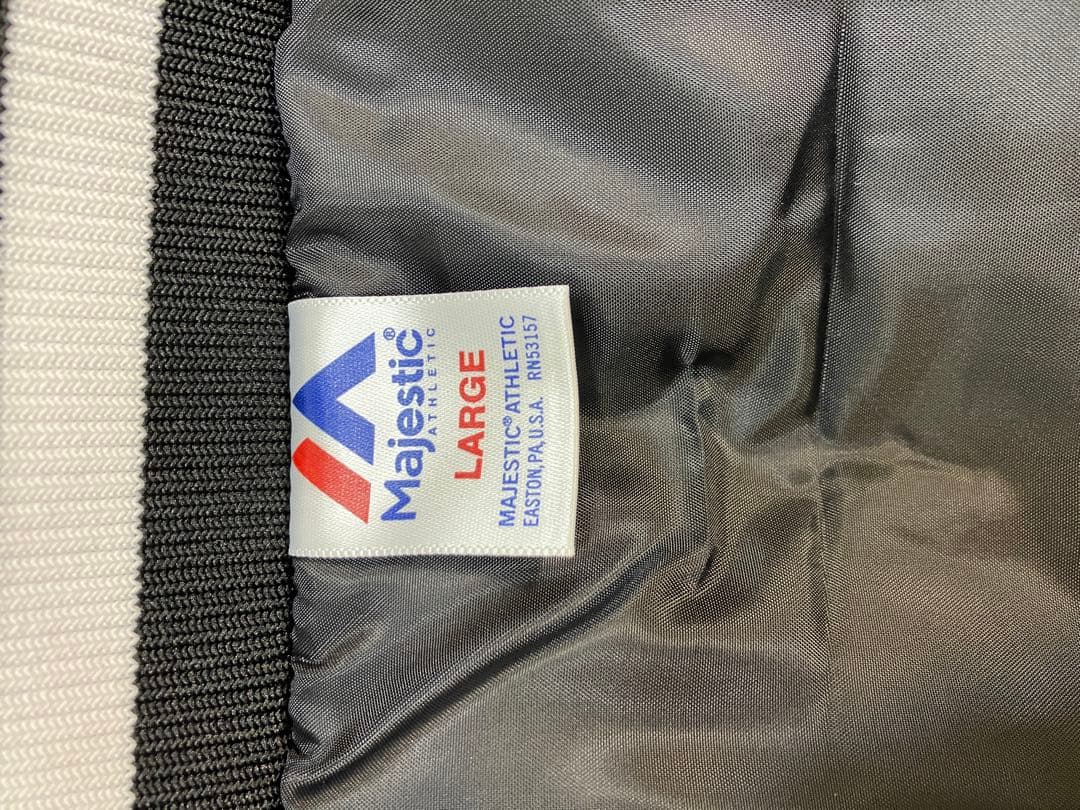 Majestic®
ATHLETIC
LARGE
MAJESTIC® ATHLETIC
EASTON, PA, U.S.A. RN53157